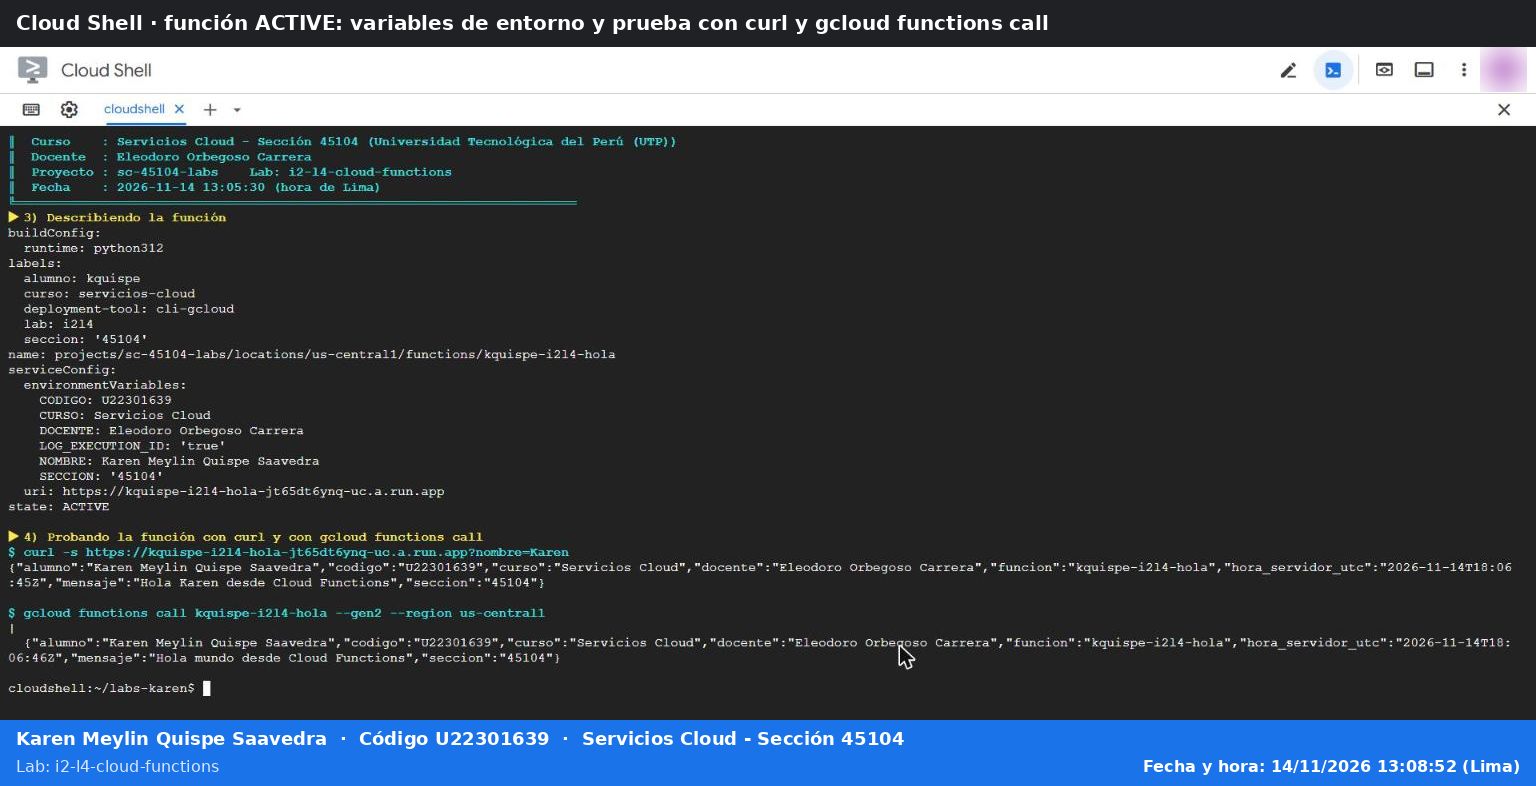 Cloud Shell · función ACTIVE: variables de entorno y prueba con curl y gcloud functions call
Cloud Shell
cloudshell
Curso    : Servicios Cloud - Sección 45104 (Universidad Tecnológica del Perú (UTP))
Docente  : Eleodoro Orbegoso Carrera
Proyecto : sc-45104-labs    Lab: i2-l4-cloud-functions
Fecha    : 2026-11-14 13:05:30 (hora de Lima)
▶ 3) Describiendo la función
buildConfig:
  runtime: python312
labels:
  alumno: kquispe
  curso: servicios-cloud
  deployment-tool: cli-gcloud
  lab: i2l4
  seccion: '45104'
name: projects/sc-45104-labs/locations/us-central1/functions/kquispe-i2l4-hola
serviceConfig:
  environmentVariables:
    CODIGO: U22301639
    CURSO: Servicios Cloud
    DOCENTE: Eleodoro Orbegoso Carrera
    LOG_EXECUTION_ID: 'true'
    NOMBRE: Karen Meylin Quispe Saavedra
    SECCION: '45104'
  uri: https://kquispe-i2l4-hola-jt65dt6ynq-uc.a.run.app
state: ACTIVE
▶ 4) Probando la función con curl y con gcloud functions call
$ curl -s https://kquispe-i2l4-hola-jt65dt6ynq-uc.a.run.app?nombre=Karen
{"alumno":"Karen Meylin Quispe Saavedra","codigo":"U22301639","curso":"Servicios Cloud","docente":"Eleodoro Orbegoso Carrera","funcion":"kquispe-i2l4-hola","hora_servidor_utc":"2026-11-14T18:06
:45Z","mensaje":"Hola Karen desde Cloud Functions","seccion":"45104"}
$ gcloud functions call kquispe-i2l4-hola --gen2 --region us-central1
|
  {"alumno":"Karen Meylin Quispe Saavedra","codigo":"U22301639","curso":"Servicios Cloud","docente":"Eleodoro Orbegoso Carrera","funcion":"kquispe-i2l4-hola","hora_servidor_utc":"2026-11-14T18:
06:46Z","mensaje":"Hola mundo desde Cloud Functions","seccion":"45104"}
cloudshell:~/labs-karen$
Karen Meylin Quispe Saavedra · Código U22301639 · Servicios Cloud - Sección 45104
Lab: i2-l4-cloud-functions
Fecha y hora: 14/11/2026 13:08:52 (Lima)